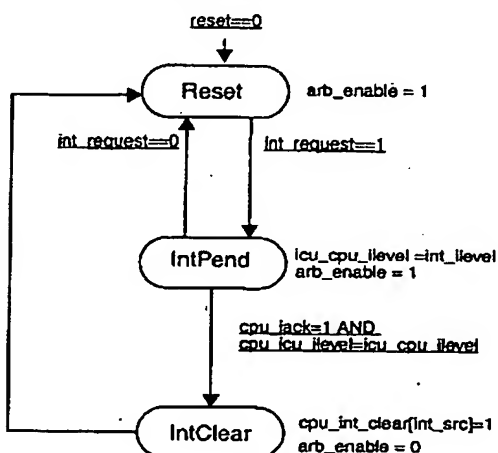 reset==0
Reset
arb_enable = 1
int_request==0
int_request==1
IntPend
icu_cpu_ilevel =int_ilevel
arb_enable = 1
cpu_iack=1 AND
cpu_icu_ilevel=icu_cpu_ilevel
IntClear
cpu_int_clear[int_src]=1
arb_enable = 0